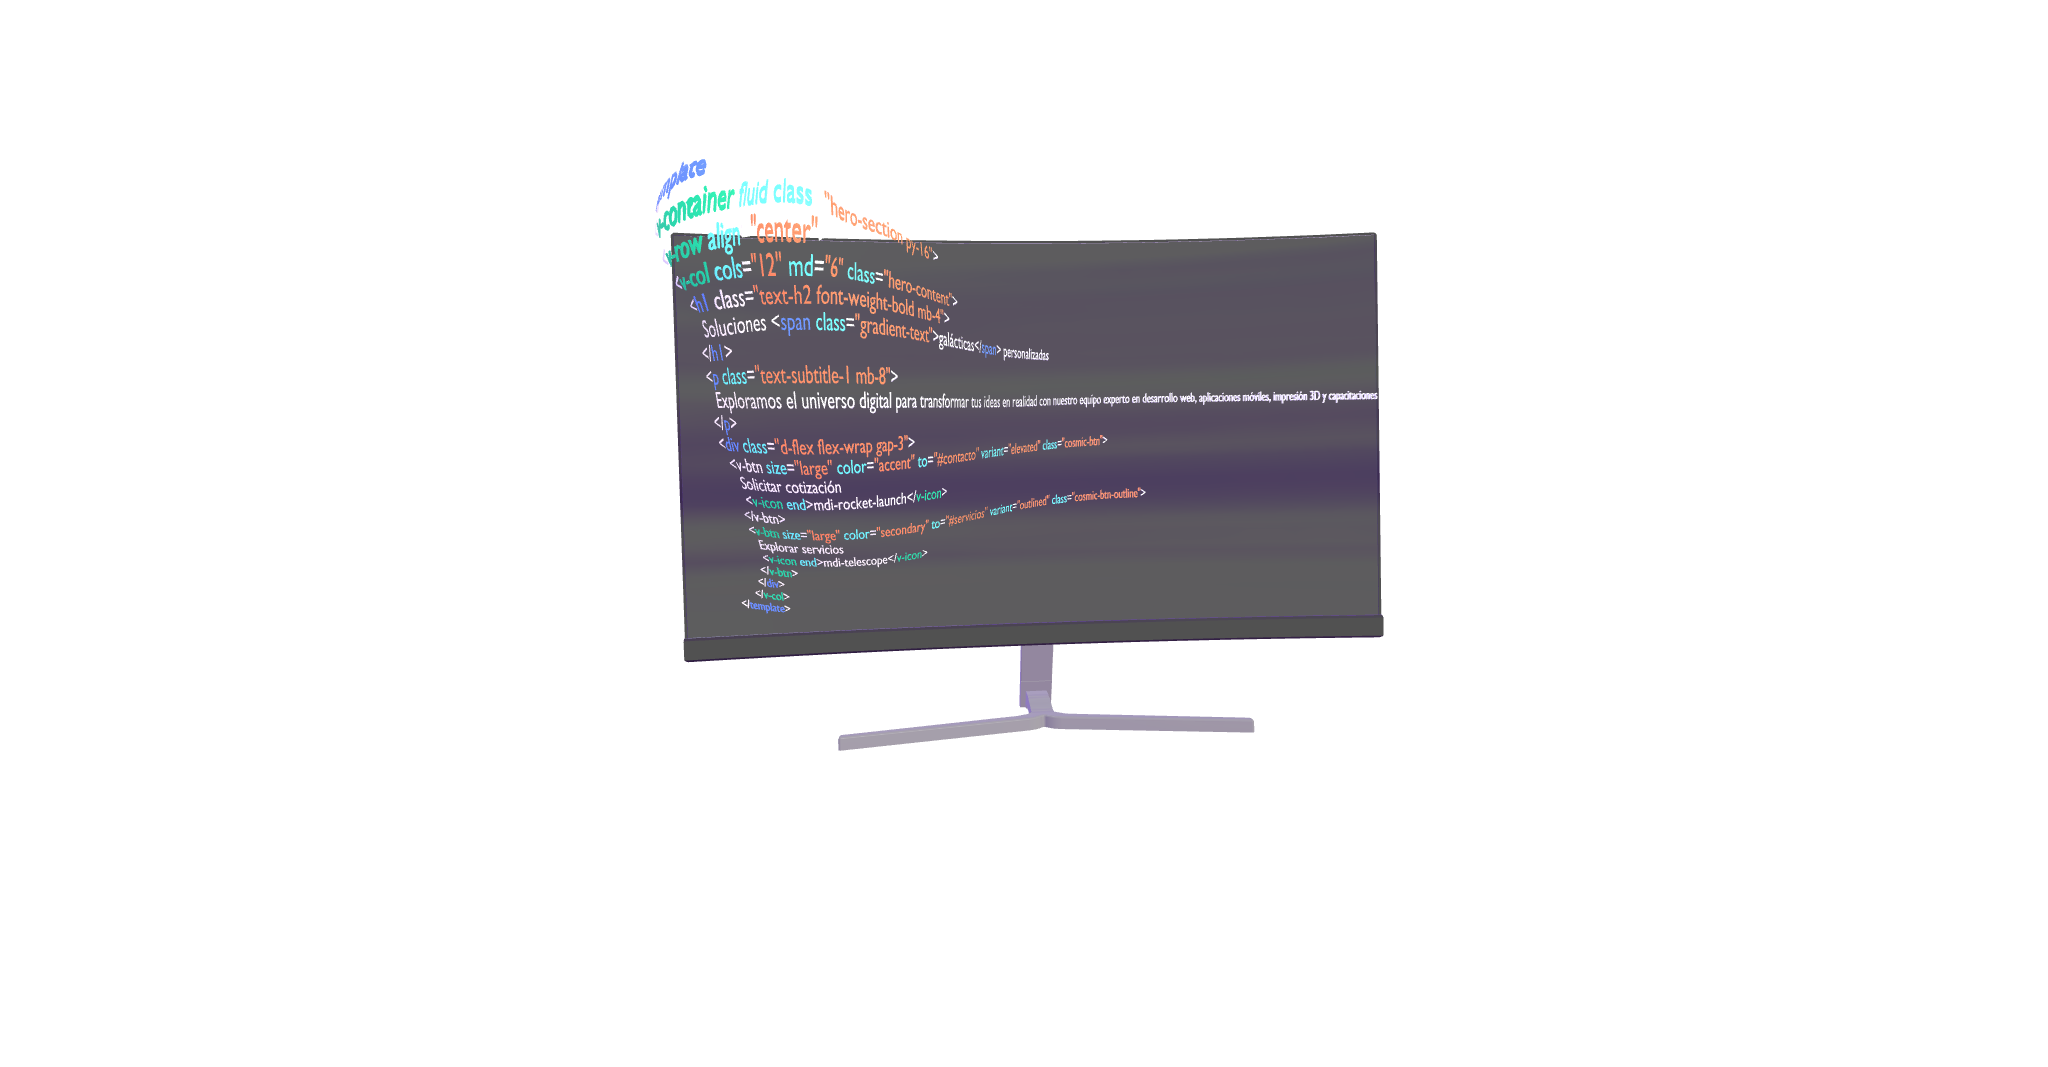 mplate
v-container fluid class "hero-section py-16">
v-row align "center"
<v-col cols="12" md="6" class="hero-content">
<h1 class="text-h2 font-weight-bold mb-4">
Soluciones <span class="gradient-text">galácticas</span> personalizadas
</h1>
<p class="text-subtitle-1 mb-8">
Exploramos el universo digital para transformar tus ideas en realidad con nuestro equipo experto en desarrollo web, aplicaciones móviles, impresión 3D y capacitaciones
</p>
<div class="d-flex flex-wrap gap-3">
<v-btn size="large" color="accent" to="#contacto" variant="elevated" class="cosmic-btn">
Solicitar cotización
<v-icon end>mdi-rocket-launch</v-icon>
</v-btn>
<v-btn size="large" color="secondary" to="#servicios" variant="outlined" class="cosmic-btn-outline">
Explorar servicios
<v-icon end>mdi-telescope</v-icon>
</v-btn>
</div>
</v-col>
</template>